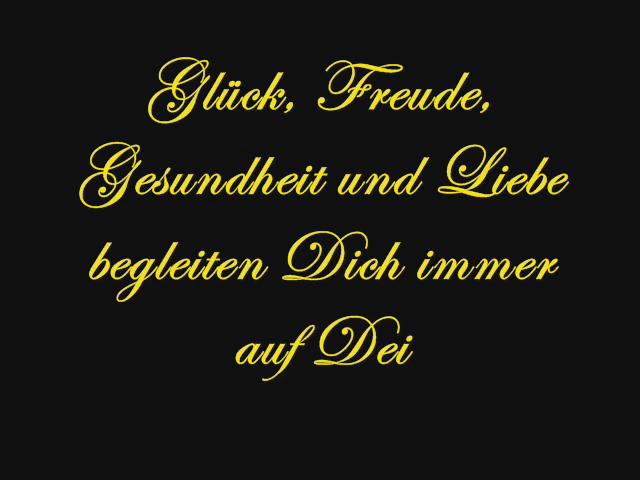 Glück, Freude,
Gesundheit und Liebe
begleiten Dich immer
auf Dei